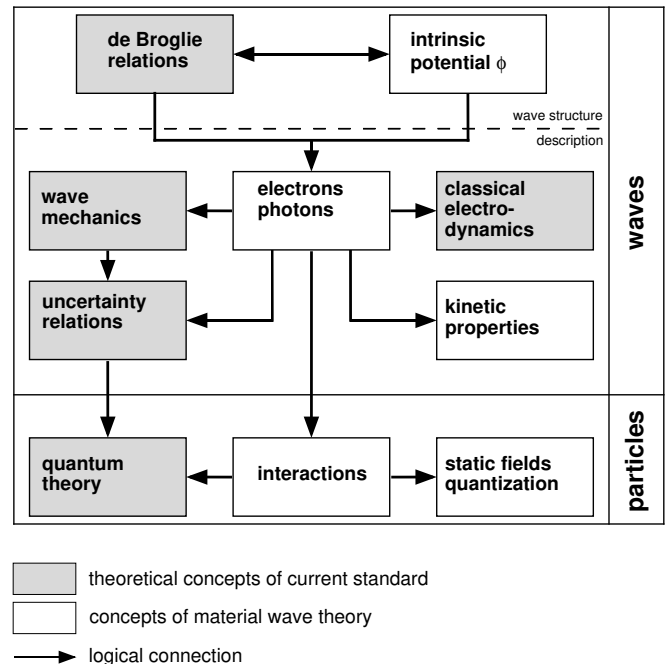 de Broglie
relations
intrinsic
potential ϕ
wave structure
description
wave
mechanics
electrons
photons
classical
electro-
dynamics
waves
uncertainty
relations
kinetic
properties
quantum
theory
interactions
static fields
quantization
particles
theoretical concepts of current standard
concepts of material wave theory
logical connection